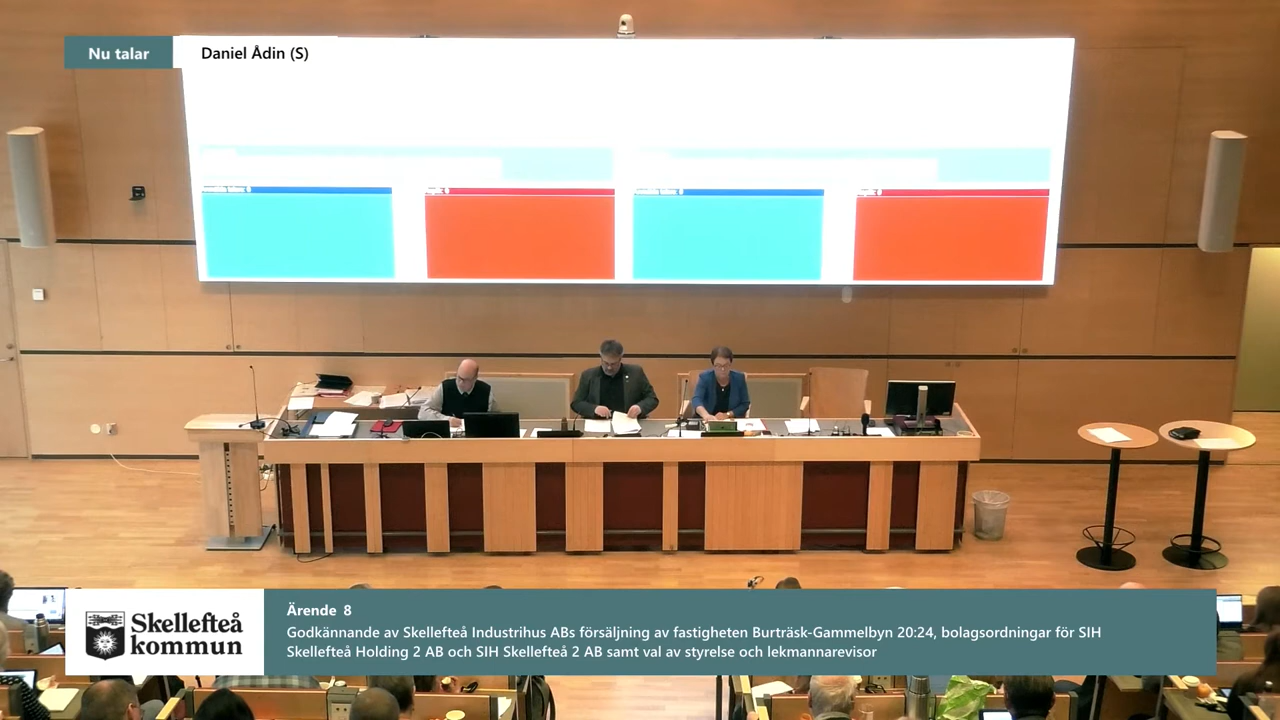 Nu talar
Daniel Ådin (S)
Ärende 8
Godkännande av Skellefteå Industrihus ABs försäljning av fastigheten Burträsk-Gammelbyn 20:24, bolagsordningar för SIH
Skellefteå Holding 2 AB och SIH Skellefteå 2 AB samt val av styrelse och lekmannarevisor
Skellefteå
kommun